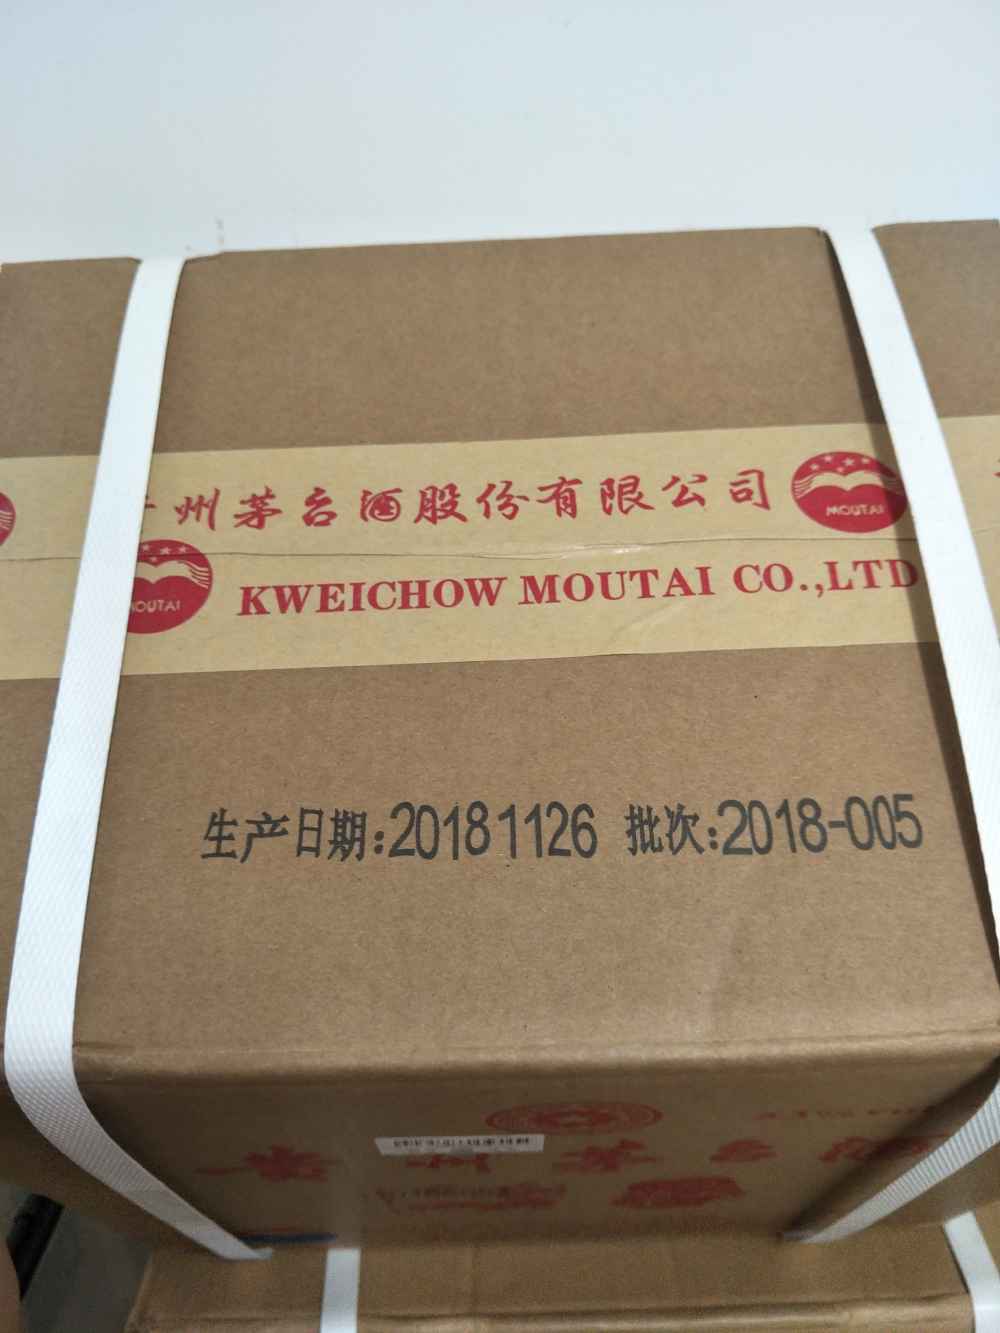 州茅台酒股份有限公司
MOUTAI
MOUTAI
KWEICHOW MOUTAI CO.,LTD
生产日期:20181126 批次:2018-005